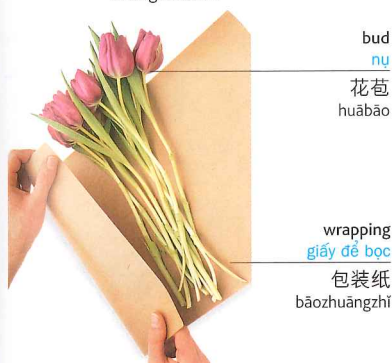 bud
nụ
花苞
huābāo
wrapping
giấy để bọc
包装纸
bāozhuāngzhǐ